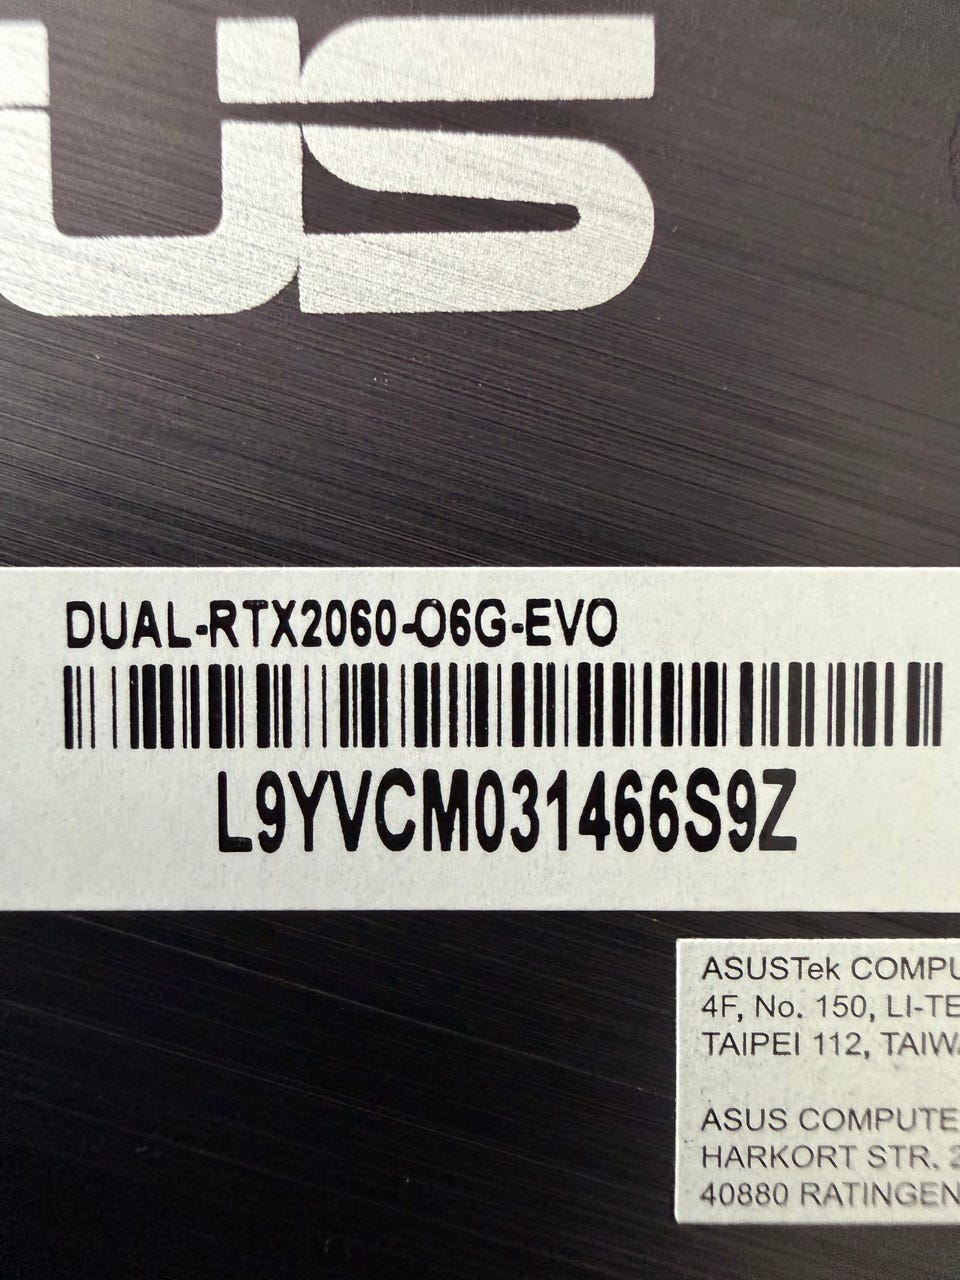 US
DUAL-RTX2060-O6G-EVO
L9YVCM031466S9Z
ASUSTek COMPU
4F, No. 150, LI-TE
TAIPEI 112, TAIWA
ASUS COMPUTE
HARKORT STR. 2
40880 RATINGEN